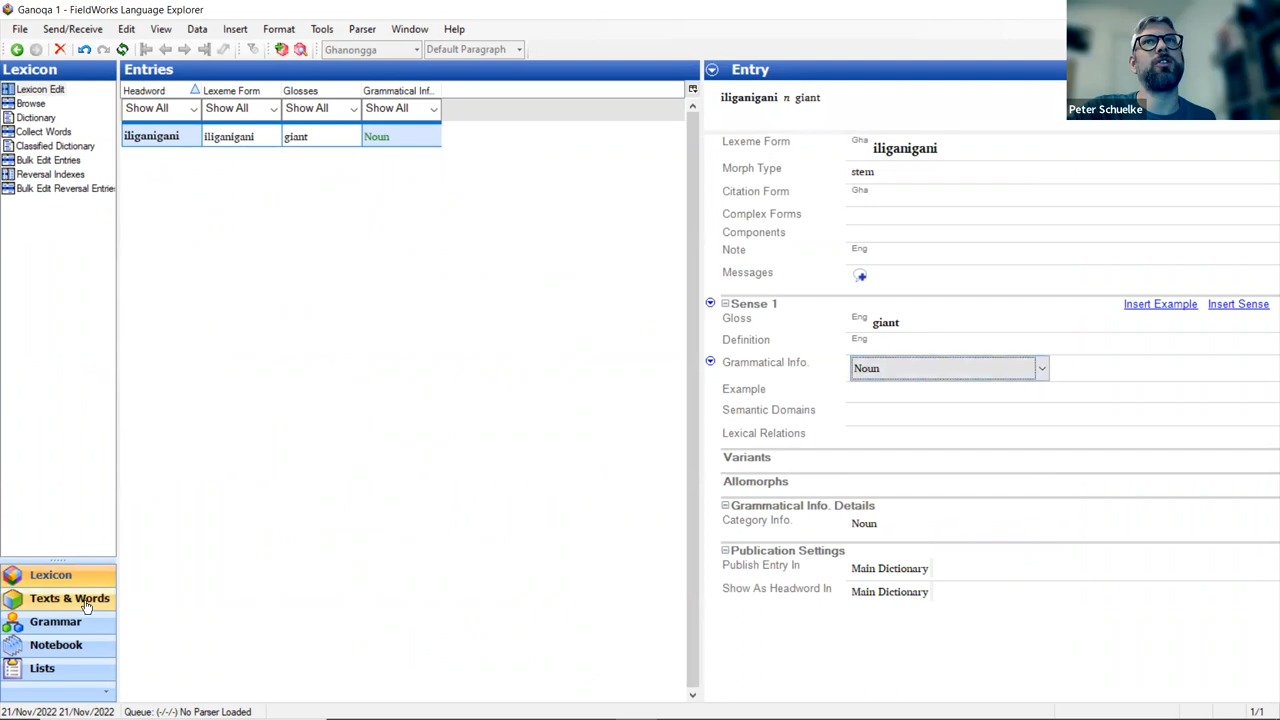 Ganoqa 1 - FieldWorks Language Explorer
File Send/Receive Edit View Data Insert Format Tools Parser Window Help
Ghanongga Default Paragraph
Peter Schuelke
Lexicon
Lexicon Edit
Browse
Dictionary
Collect Words
Classified Dictionary
Bulk Edit Entries
Reversal Indexes
Bulk Edit Reversal Entrie
Entries
Headword Lexeme Form Glosses Grammatical Inf..
Show All Show All Show All Show All
iliganigani iliganigani giant Noun
Entry
iliganigani n giant
Lexeme Form Gha iliganigani
Morph Type stem
Citation Form Gha
Complex Forms
Components
Note Eng
Messages
Sense 1 Insert Example Insert Sense
Gloss Eng giant
Definition Eng
Grammatical Info. Noun
Example
Semantic Domains
Lexical Relations
Variants
Allomorphs
Grammatical Info. Details
Category Info. Noun
Publication Settings
Publish Entry In Main Dictionary
Show As Headword In Main Dictionary
Lexicon
Texts & Words
Grammar
Notebook
Lists
21/Nov/2022 21/Nov/2022 Queue: (-/-/-) No Parser Loaded 1/1